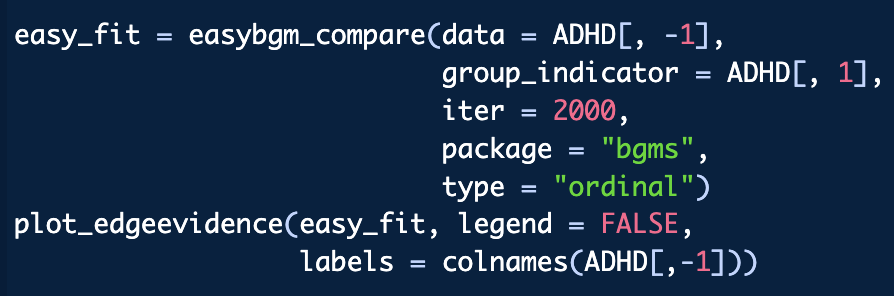 easy_fit = easybgm_compare(data = ADHD[, -1],
group_indicator = ADHD[, 1],
iter = 2000,
package = "bgms",
type = "ordinal")
plot_edgeevidence(easy_fit, legend = FALSE,
labels = colnames(ADHD[,-1]))